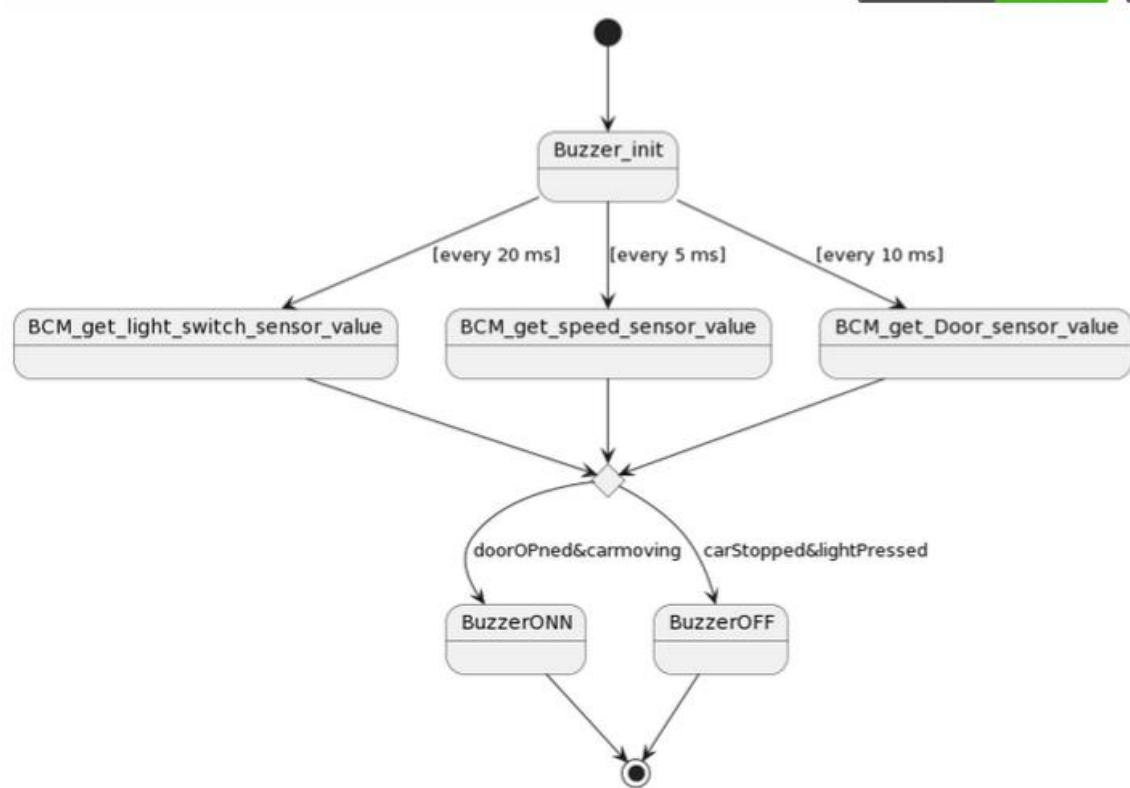 Buzzer_init
[every 20 ms]
[every 5 ms]
[every 10 ms]
BCM_get_light_switch_sensor_value
BCM_get_speed_sensor_value
BCM_get_Door_sensor_value
doorOPned&carmoving
carStopped&lightPressed
BuzzerONN
BuzzerOFF